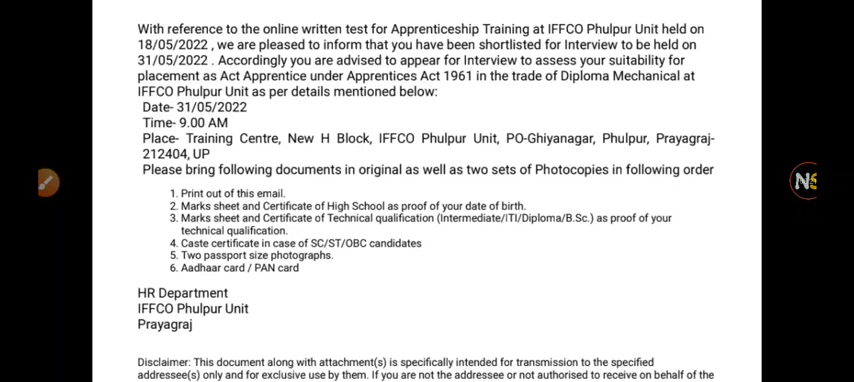 With reference to the online written test for Apprenticeship Training at IFFCO Phulpur Unit held on
18/05/2022 , we are pleased to inform that you have been shortlisted for Interview to be held on
31/05/2022 . Accordingly you are advised to appear for Interview to assess your suitability for
placement as Act Apprentice under Apprentices Act 1961 in the trade of Diploma Mechanical at
IFFCO Phulpur Unit as per details mentioned below:
Date- 31/05/2022
Time- 9.00 AM
Place- Training Centre, New H Block, IFFCO Phulpur Unit, PO-Ghiyanagar, Phulpur, Prayagraj-
212404, UP
Please bring following documents in original as well as two sets of Photocopies in following order
1. Print out of this email.
2. Marks sheet and Certificate of High School as proof of your date of birth.
3. Marks sheet and Certificate of Technical qualification (Intermediate/ITI/Diploma/B.Sc.) as proof of your
technical qualification.
4. Caste certificate in case of SC/ST/OBC candidates
5. Two passport size photographs.
6. Aadhaar card / PAN card
HR Department
IFFCO Phulpur Unit
Prayagraj
Disclaimer: This document along with attachment(s) is specifically intended for transmission to the specified
addressee(s) only and for exclusive use by them. If you are not the addressee or not authorised to receive on behalf of the